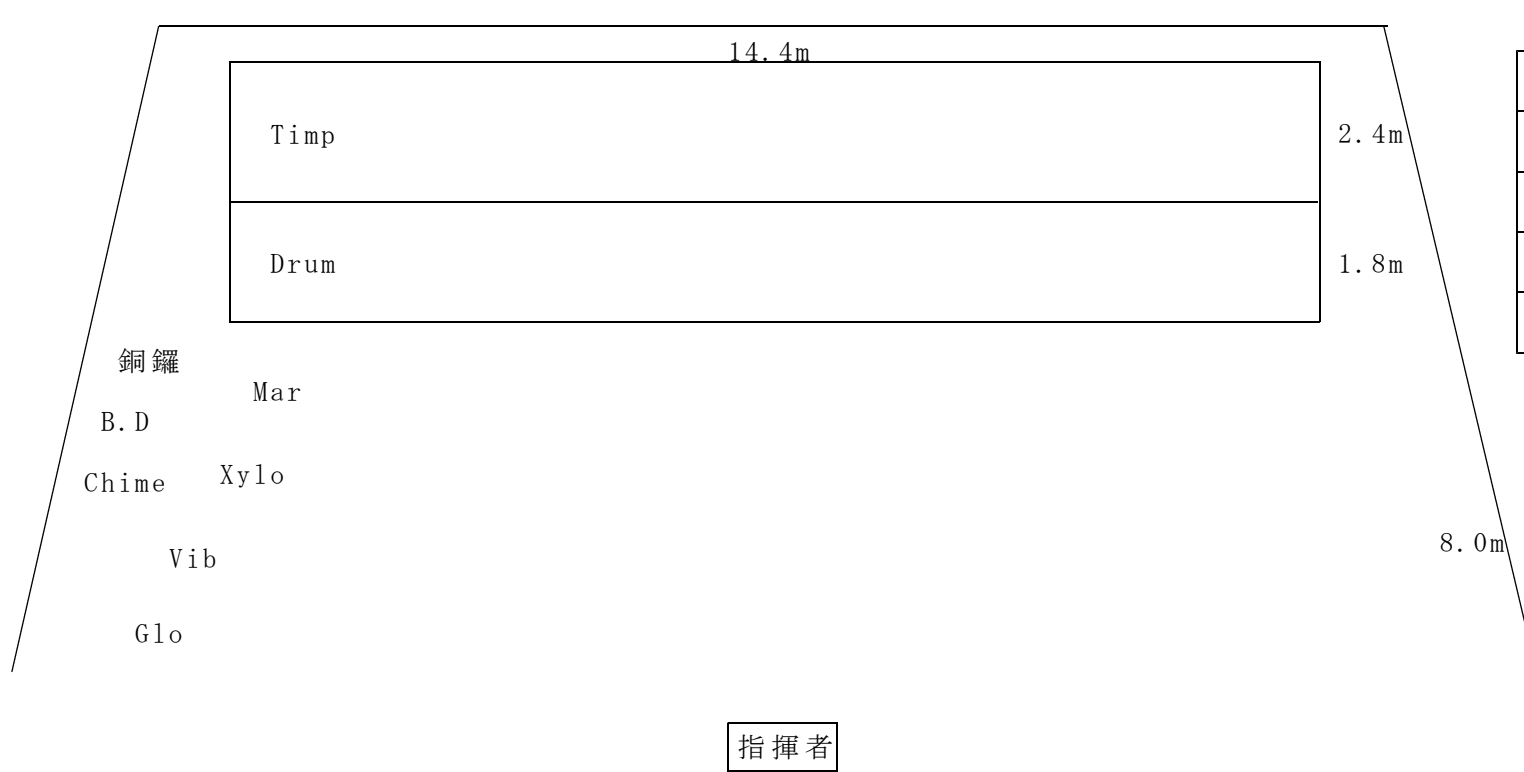 14.4m
Timp
2.4m
Drum
1.8m
銅鑼
Mar
B.D
Chime
Xylo
8.0m
Vib
Glo
指揮者